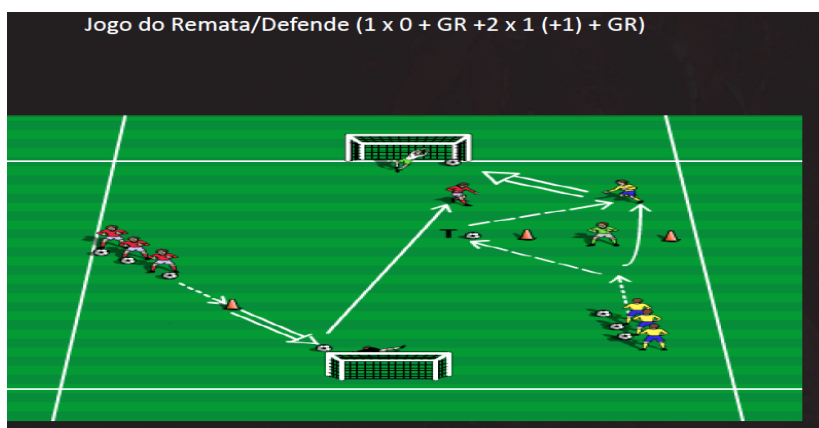 Jogo do Remata/Defende (1 x 0 + GR +2 x 1 (+1) + GR)
T